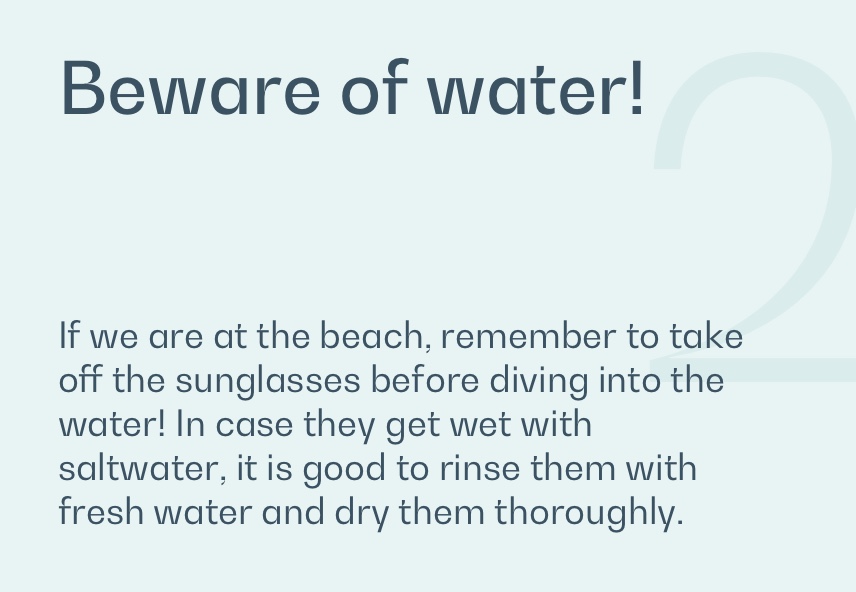 Beware of water!
2
If we are at the beach, remember to take
off the sunglasses before diving into the
water! In case they get wet with
saltwater, it is good to rinse them with
fresh water and dry them thoroughly.